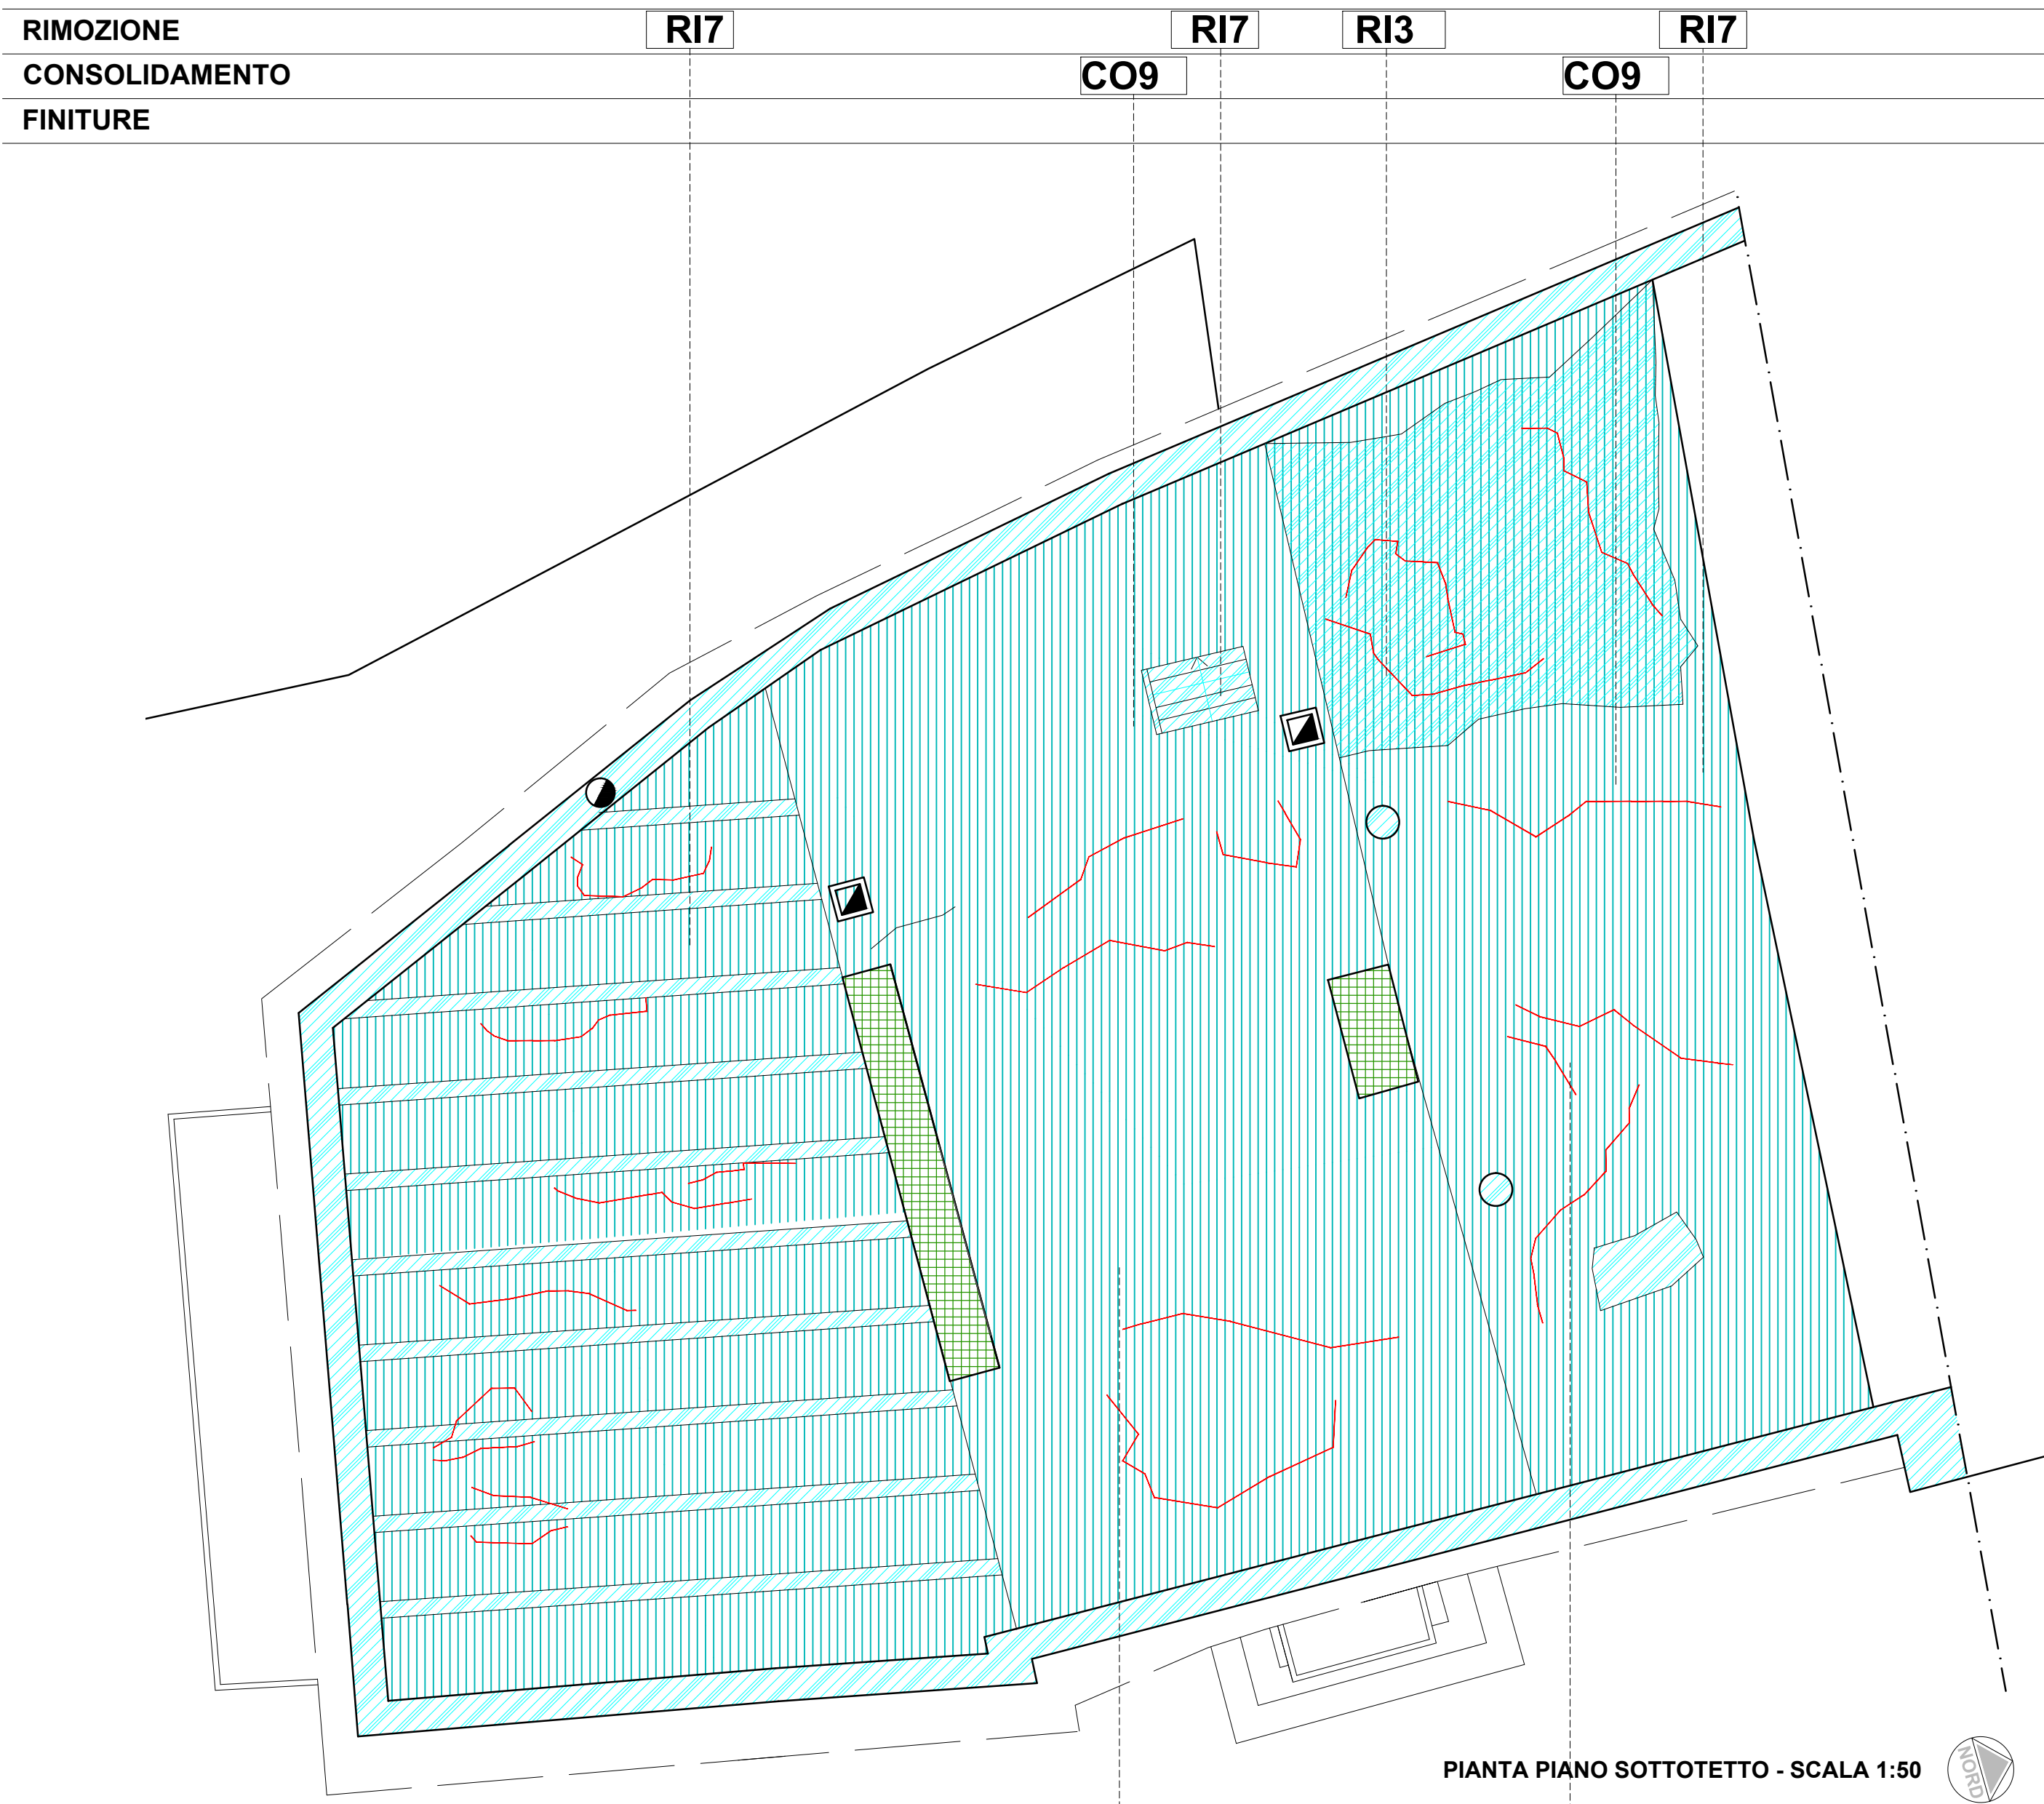 RIMOZIONE RI7 RI7 RI3 RI7
CONSOLIDAMENTO CO9 CO9
FINITURE
PIANTA PIANO SOTTOTETTO - SCALA 1:50
NORD